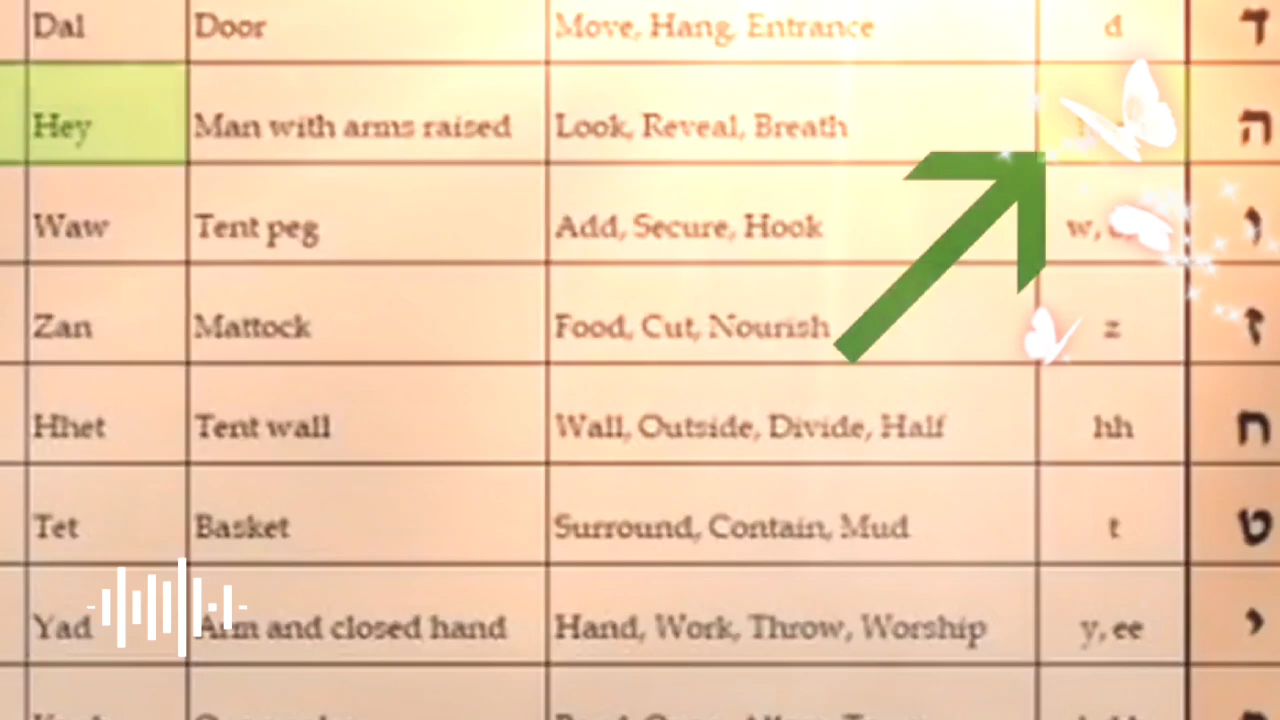 Dal Door Move, Hang, Entrance d ד
Hey Man with arms raised Look, Reveal, Breath ה
Waw Tent peg Add, Secure, Hook w, ו
Zan Mattock Food, Cut, Nourish z ז
Hhet Tent wall Wall, Outside, Divide, Half hh ח
Tet Basket Surround, Contain, Mud t ט
Yad Arm and closed hand Hand, Work, Throw, Worship y, ee י